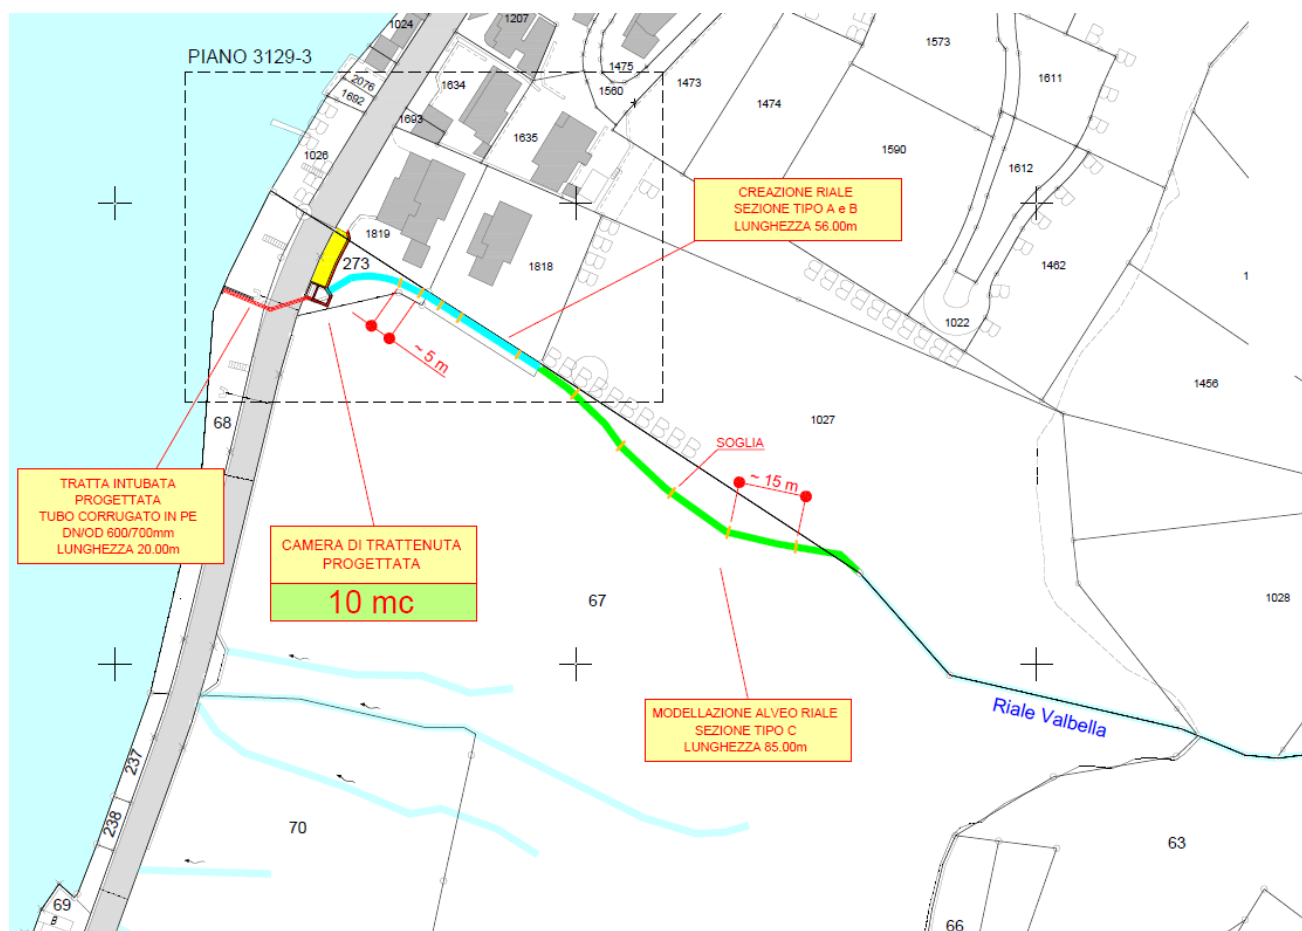 1024
1207
1573
PIANO 3129-3
1475
1473
1611
2076
1634
1560
1692
1474
1693
1635
1590
1026
1612
CREAZIONE RIALE
SEZIONE TIPO A e B
LUNGHEZZA 56.00m
1819
273
1818
1462
1
1022
~ 5 m
1456
68
1027
SOGLIA
~ 15 m
TRATTA INTUBATA
PROGETTATA
TUBO CORRUGATO IN PE
DN/OD 600/700mm
LUNGHEZZA 20.00m
CAMERA DI TRATTENUTA
PROGETTATA
10 mc
67
1028
MODELLAZIONE ALVEO RIALE
SEZIONE TIPO C
LUNGHEZZA 85.00m
Riale Valbella
237
238
70
63
69
B
66